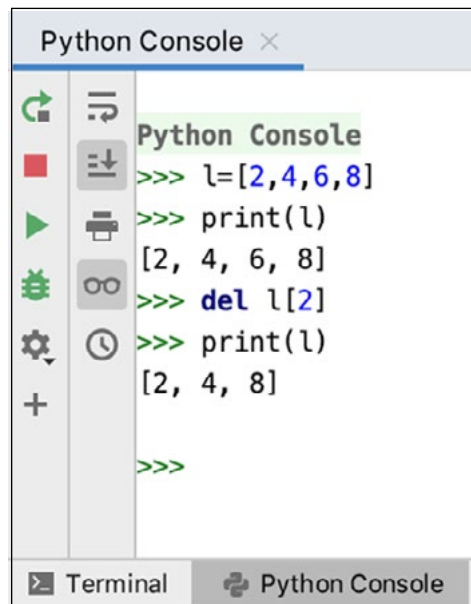 Python Console
Python Console
>>> l=[2,4,6,8]
>>> print(l)
[2, 4, 6, 8]
>>> del l[2]
>>> print(l)
[2, 4, 8]
>>>
Terminal Python Console